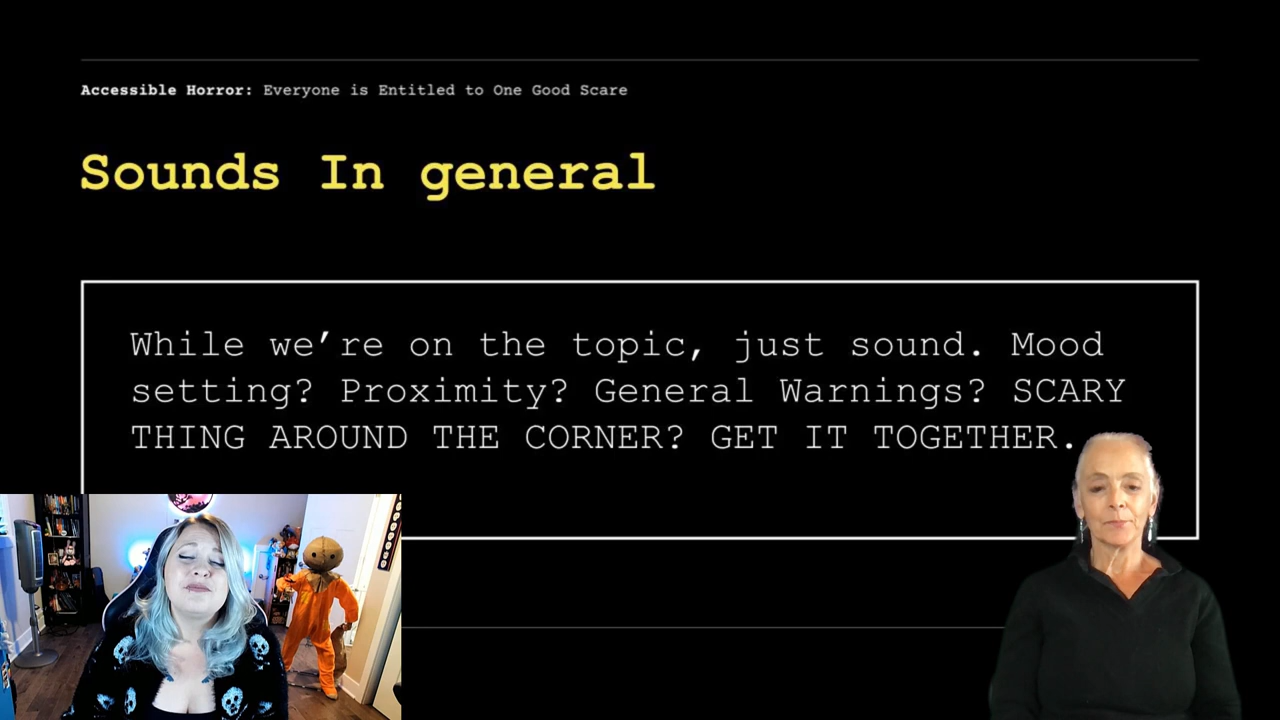 Accessible Horror: Everyone is Entitled to One Good Scare
Sounds In general
While we’re on the topic, just sound. Mood
setting? Proximity? General Warnings? SCARY
THING AROUND THE CORNER? GET IT TOGETHER.